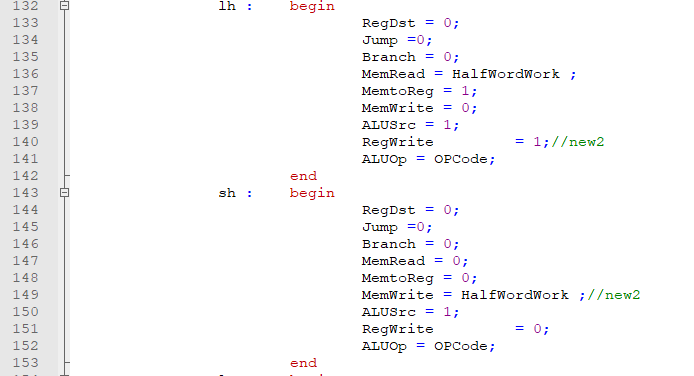 132 lh : begin
133 RegDst = 0;
134 Jump =0;
135 Branch = 0;
136 MemRead = HalfWordWork ;
137 MemtoReg = 1;
138 MemWrite = 0;
139 ALUSrc = 1;
140 RegWrite = 1;//new2
141 ALUOp = OPCode;
142 end
143 sh : begin
144 RegDst = 0;
145 Jump =0;
146 Branch = 0;
147 MemRead = 0;
148 MemtoReg = 0;
149 MemWrite = HalfWordWork ;//new2
150 ALUSrc = 1;
151 RegWrite = 0;
152 ALUOp = OPCode;
153 end